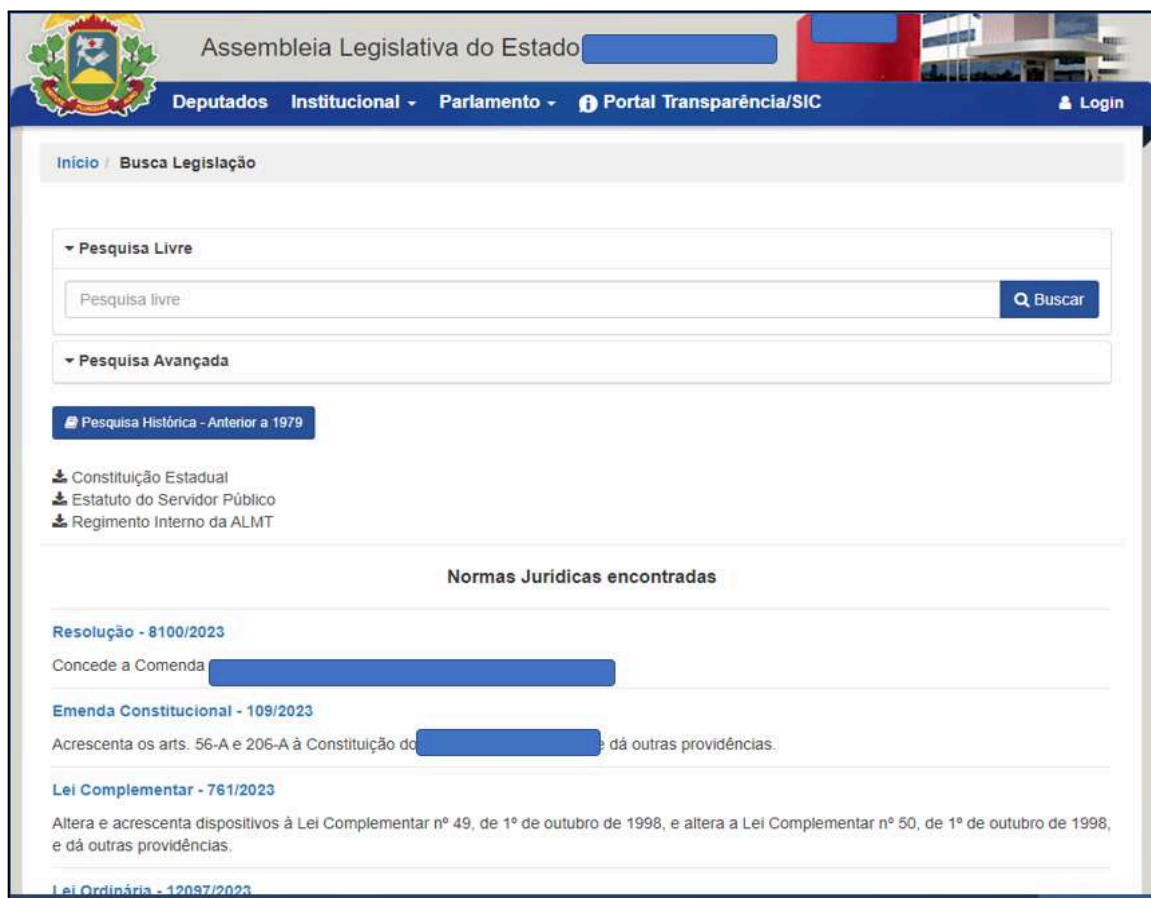 Assembleia Legislativa do Estado
Deputados Institucional Parlamento Portal Transparência/SIC Login
Início / Busca Legislação
Pesquisa Livre
Pesquisa livre Buscar
Pesquisa Avançada
Pesquisa Histórica - Anterior a 1979
Constituição Estadual
Estatuto do Servidor Público
Regimento Interno da ALMT
Normas Jurídicas encontradas
Resolução - 8100/2023
Concede a Comenda
Emenda Constitucional - 109/2023
Acrescenta os arts. 56-A e 206-A à Constituição do e dá outras providências.
Lei Complementar - 761/2023
Altera e acrescenta dispositivos à Lei Complementar nº 49, de 1º de outubro de 1998, e altera a Lei Complementar nº 50, de 1º de outubro de 1998,
e dá outras providências.
Lei Ordinária - 12097/2023